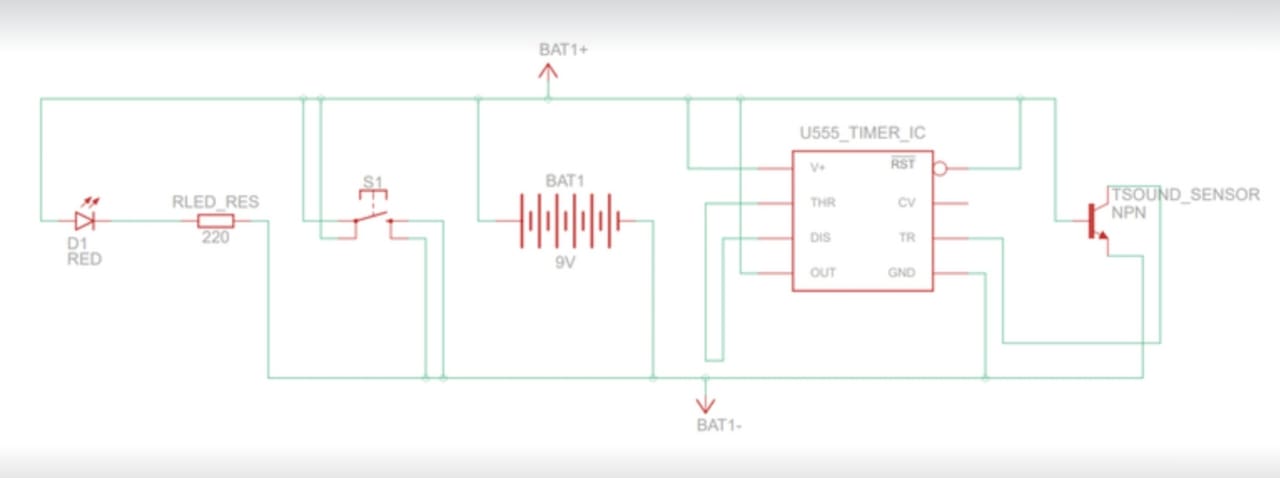 BAT1+
U555_TIMER_IC
V+
RST
S1
BAT1
TSOUND_SENSOR
NPN
RLED_RES
THR
CV
220
D1
RED
DIS
TR
9V
OUT
GND
BAT1-